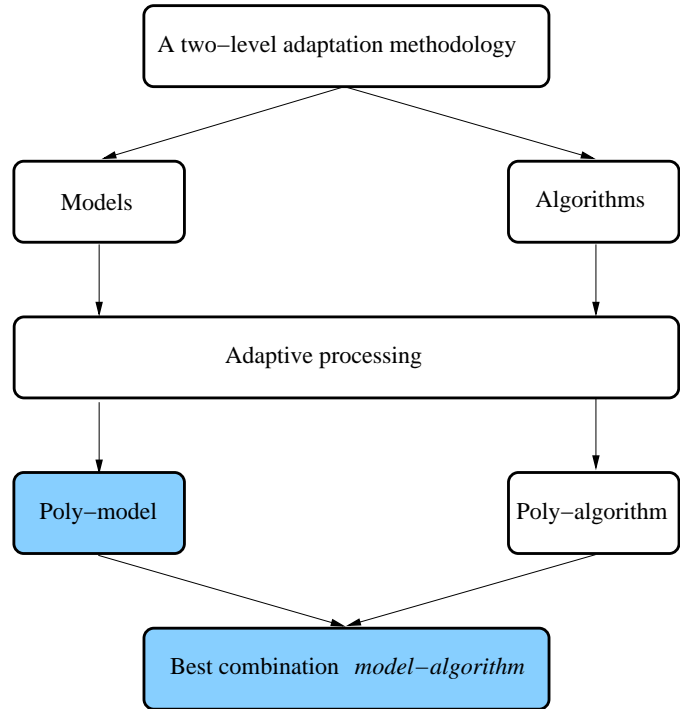 A two−level adaptation methodology
Models
Algorithms
Adaptive processing
Poly−model
Poly−algorithm
Best combination model−algorithm